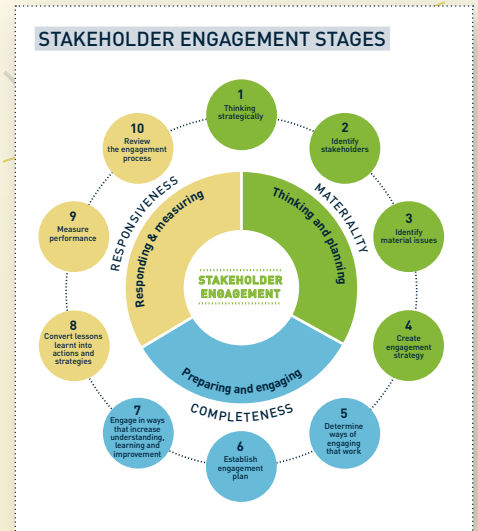 STAKEHOLDER ENGAGEMENT STAGES
1
Thinking
strategically
2
Identify
stakeholders
3
Identify
material issues
4
Create
engagement
strategy
5
Determine
ways of
engaging
that work
6
Establish
engagement
plan
7
Engage in ways
that increase
understanding,
learning and
improvement
8
Convert lessons
learnt into
actions and
strategies
9
Measure
performance
10
Review
the engagement
process
MATERIALITY
Thinking and planning
COMPLETENESS
Preparing and engaging
RESPONSIVENESS
Responding & measuring
STAKEHOLDER
ENGAGEMENT